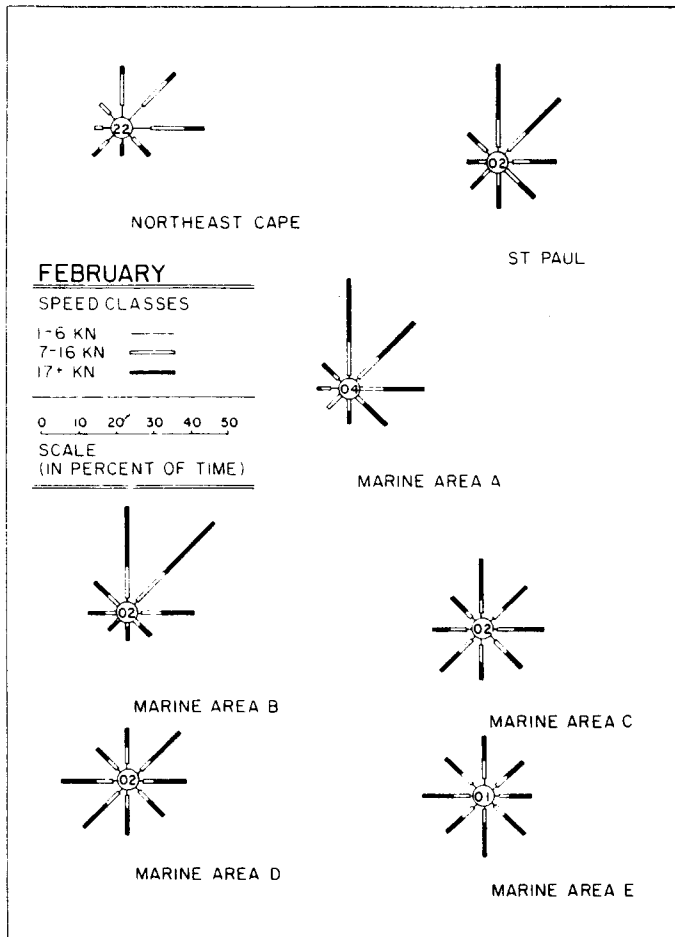 22
02
NORTHEAST CAPE
ST PAUL
FEBRUARY
SPEED CLASSES
1-6 KN
7-16 KN
17+ KN
0 10 20 30 40 50
SCALE
(IN PERCENT OF TIME)
04
MARINE AREA A
02
02
MARINE AREA B
MARINE AREA C
02
01
MARINE AREA D
MARINE AREA E